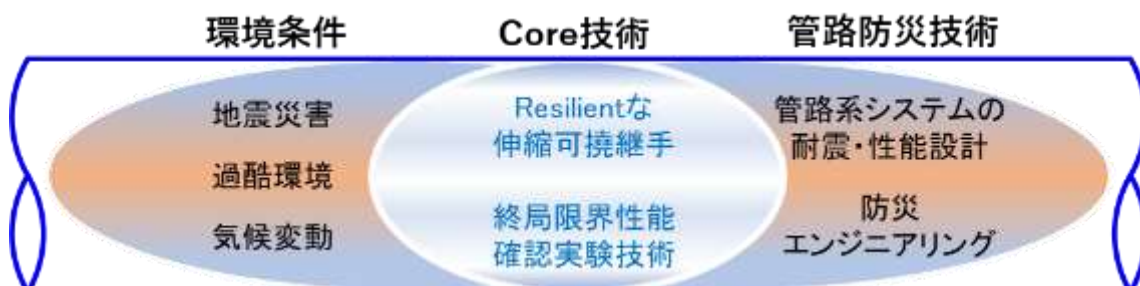 環境条件
Core技術
管路防災技術
地震災害
過酷環境
気候変動
Resilientな
伸縮可撓継手
終局限界性能
確認実験技術
管路系システムの
耐震・性能設計
防災
エンジニアリング